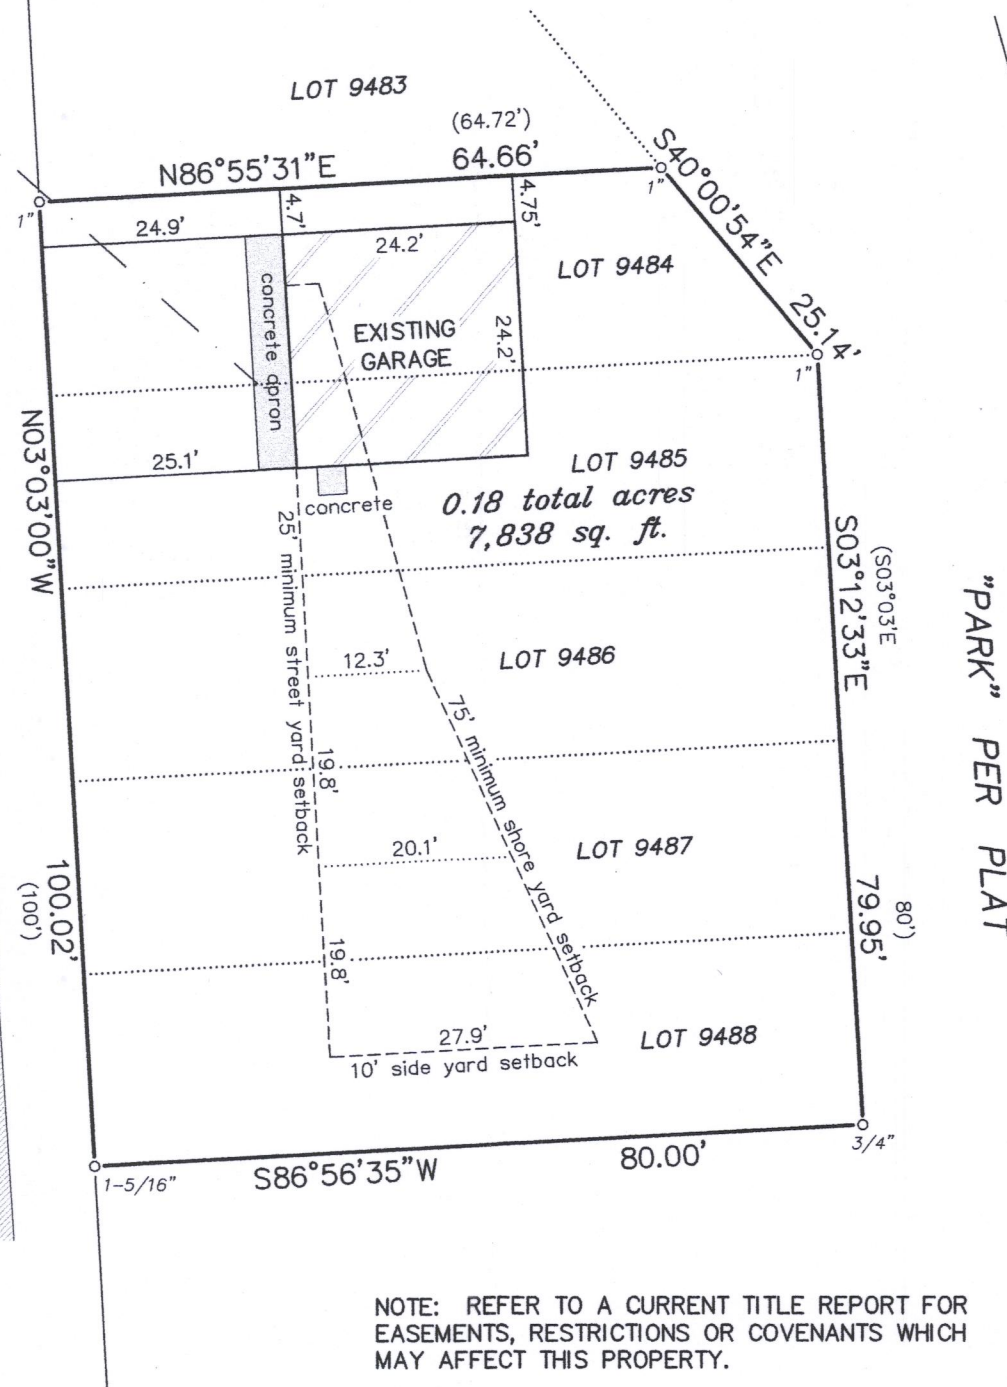 LOT 9483
(64.72')
N86°55'31"E
64.66'
S40°00'54"E
25.14'
1"
1"
24.9'
4.7'
4.75'
24.2'
LOT 9484
concrete apron
EXISTING
GARAGE
24.2'
1"
N03°03'00"W
25.1'
LOT 9485
concrete
0.18 total acres
7,838 sq. ft.
25' minimum street yard setback
S03°12'33"E
(S03°03'E
"PARK" PER PLAT
12.3'
LOT 9486
75' minimum shore yard setback
19.8'
20.1'
LOT 9487
100.02'
(100')
79.95'
80')
19.8'
27.9'
LOT 9488
10' side yard setback
1-5/16"
S86°56'35"W
80.00'
3/4"
NOTE: REFER TO A CURRENT TITLE REPORT FOR
EASEMENTS, RESTRICTIONS OR COVENANTS WHICH
MAY AFFECT THIS PROPERTY.